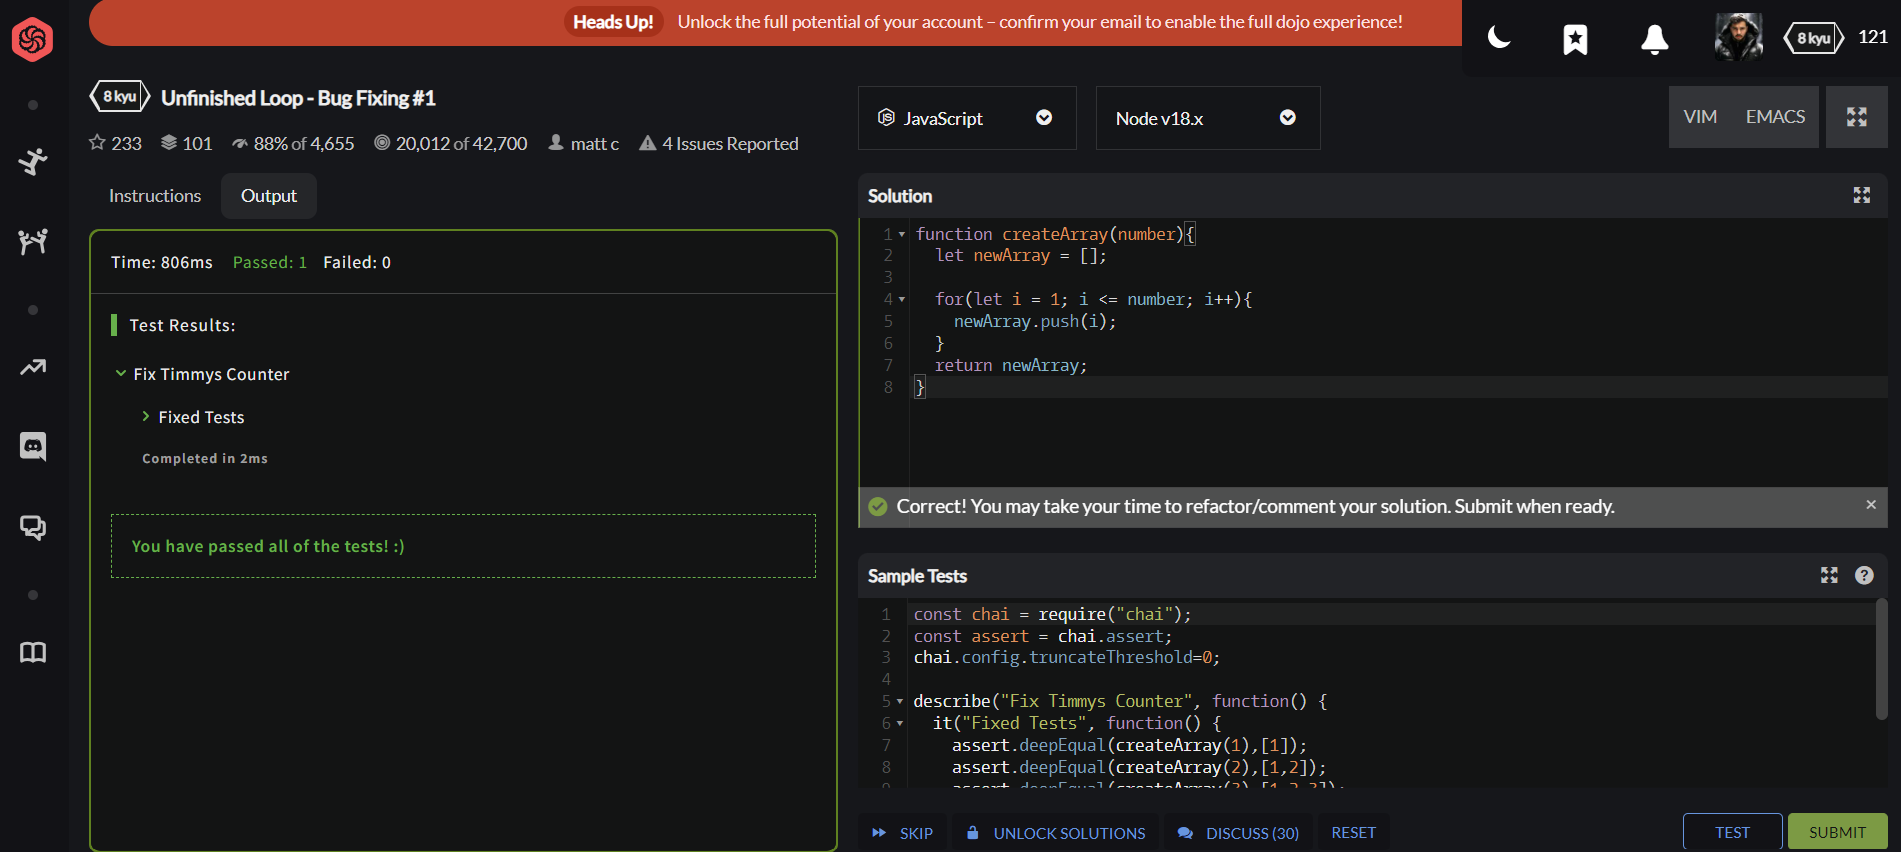 Heads Up! Unlock the full potential of your account – confirm your email to enable the full dojo experience!
8 kyu 121
8 kyu Unfinished Loop - Bug Fixing #1
233 101 88% of 4,655 20,012 of 42,700 matt c 4 Issues Reported
JavaScript
Node v18.x
VIM EMACS
Instructions Output
Time: 806ms Passed: 1 Failed: 0
Test Results:
Fix Timmys Counter
Fixed Tests
Completed in 2ms
You have passed all of the tests! :)
Solution
1 function createArray(number){
2 let newArray = [];
3
4 for(let i = 1; i <= number; i++){
5 newArray.push(i);
6 }
7 return newArray;
8 }
Correct! You may take your time to refactor/comment your solution. Submit when ready.
Sample Tests
1 const chai = require("chai");
2 const assert = chai.assert;
3 chai.config.truncateThreshold=0;
4
5 describe("Fix Timmys Counter", function() {
6 it("Fixed Tests", function() {
7 assert.deepEqual(createArray(1),[1]);
8 assert.deepEqual(createArray(2),[1,2]);
SKIP UNLOCK SOLUTIONS DISCUSS (30) RESET
TEST SUBMIT